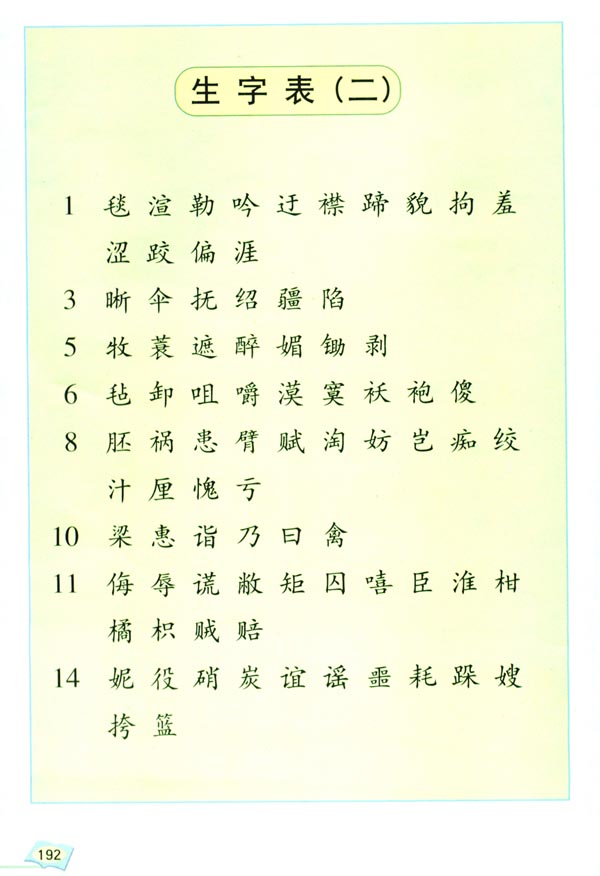 生字表（二）
1 毯 渲 勒 吟 迂 襟 蹄 貌 拘 羞
涩 跤 偏 涯
3 晰 伞 抚 绍 疆 陷
5 牧 蓑 遮 醉 媚 锄 剥
6 毡 卸 咀 嚼 漠 寞 袄 袍 傻
8 胚 祸 患 臂 赋 淘 妨 岂 痴 绞
汁 厘 愧 亏
10 梁 惠 诣 乃 曰 禽
11 侮 辱 谎 敝 矩 囚 嘻 臣 淮 柑
橘 枳 贼 赔
14 妮 役 硝 炭 谊 谣 噩 耗 跺 嫂
挎 篮
192